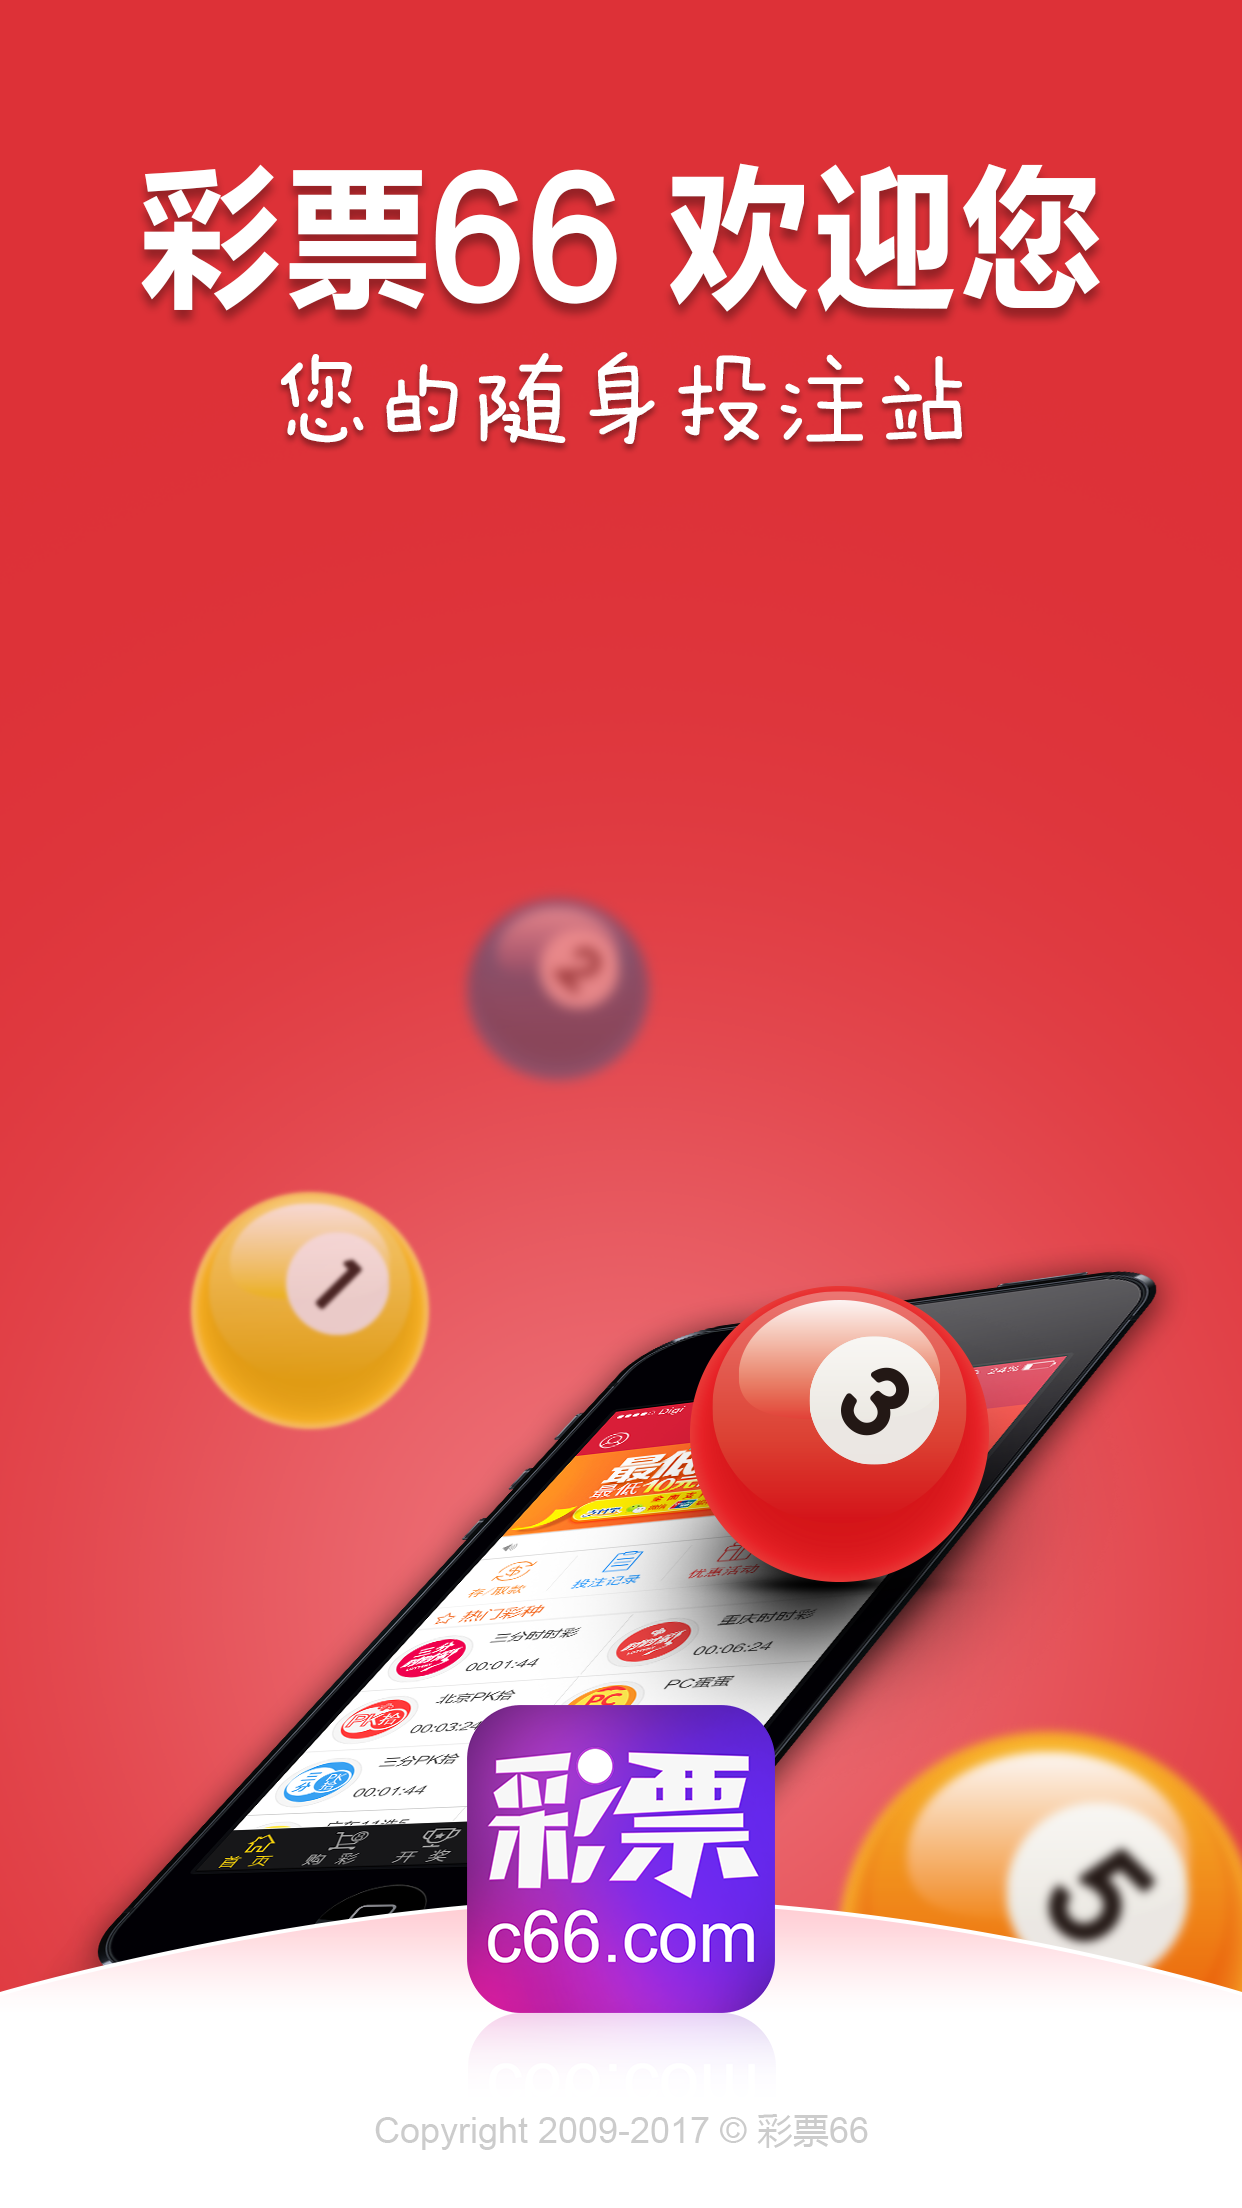 彩票66 欢迎您
您的随身投注站
2
1
3
24%
Digi
最低
最低10元
存/取款
投注记录
优惠活动
热门彩种
三分时时彩
00:01:44
重庆时时彩
00:06:24
北京PK拾
00:03:24
PC蛋蛋
PC
三分PK拾
00:01:44
首页
购彩
开奖
5
彩票
c66.com
Copyright 2009-2017 © 彩票66